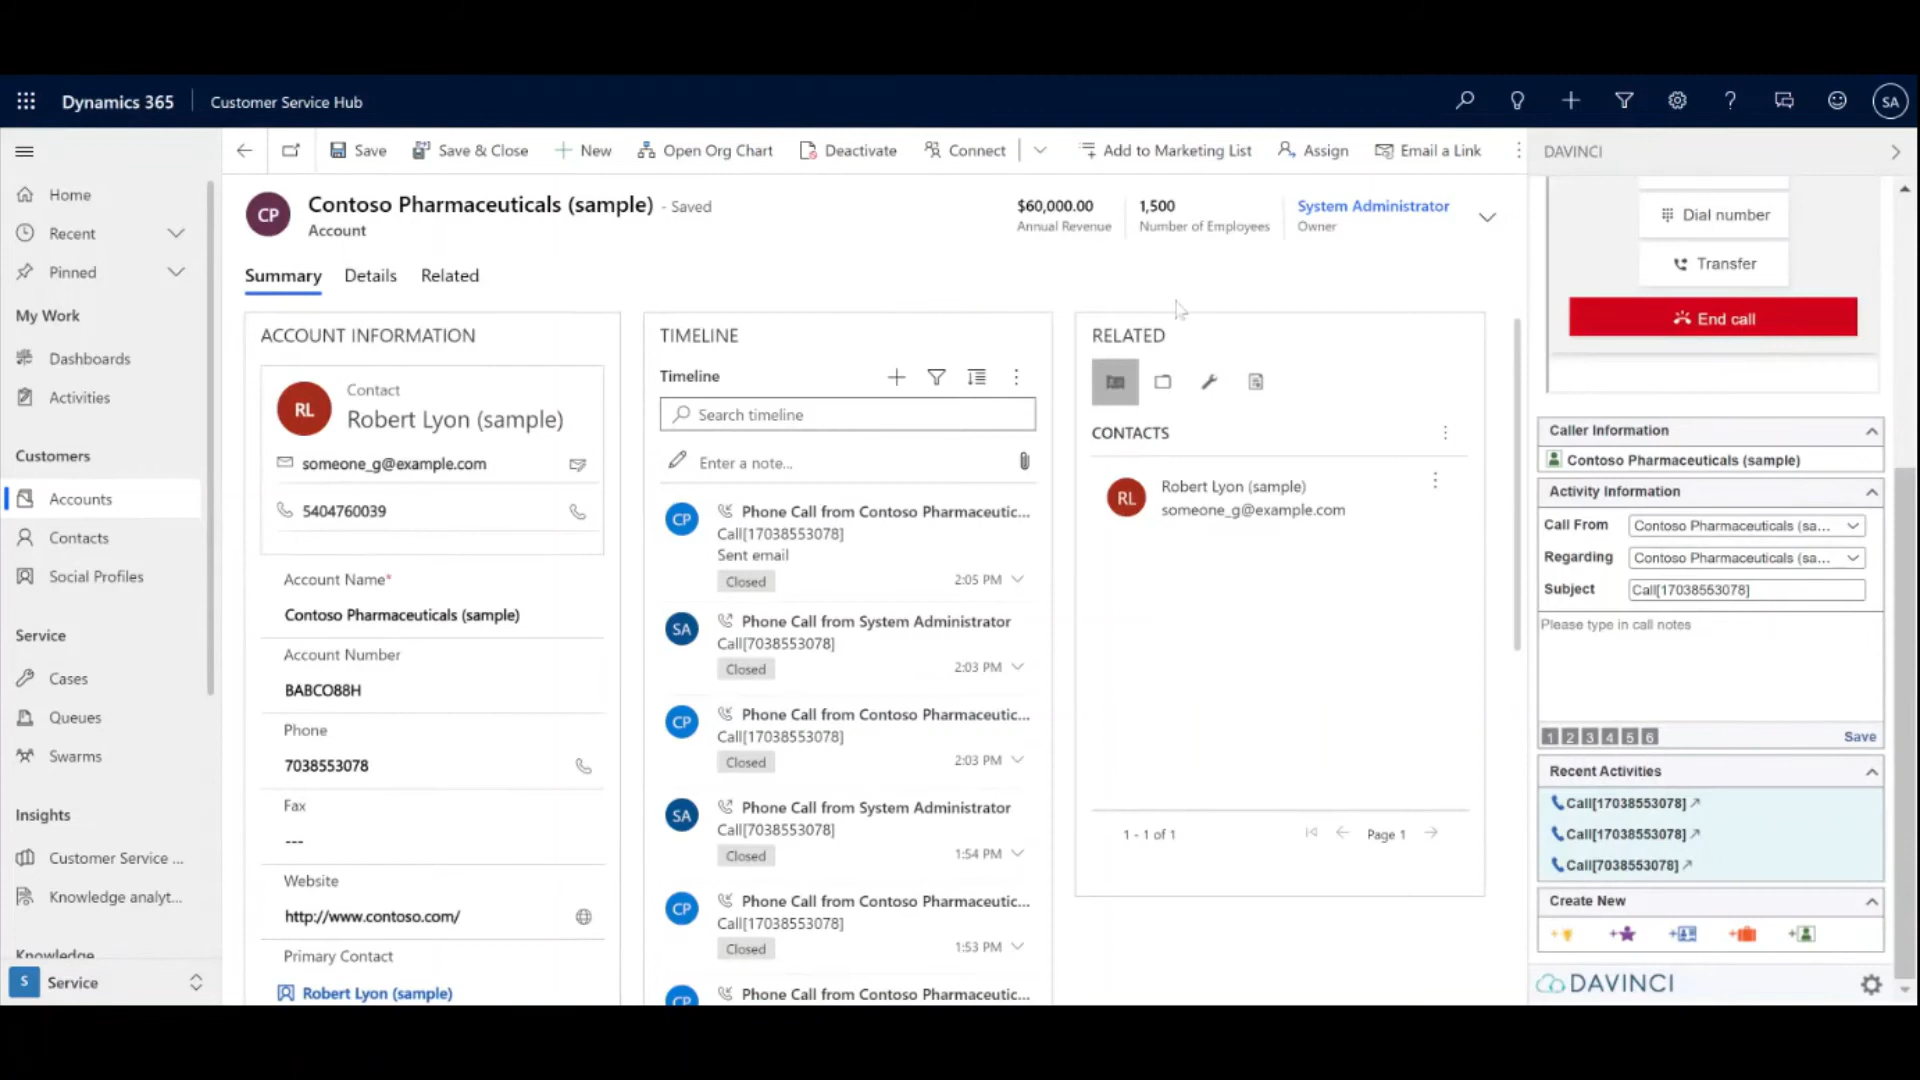 Dynamics 365 Customer Service Hub SA
Home
Recent
Pinned
My Work
Dashboards
Activities
Customers
Accounts
Contacts
Social Profiles
Service
Cases
Queues
Swarms
Insights
Customer Service ...
Knowledge analyt...
Knowledge
S Service
Save Save & Close New Open Org Chart Deactivate Connect Add to Marketing List Assign Email a Link
CP
Contoso Pharmaceuticals (sample) - Saved
Account
$60,000.00
Annual Revenue
1,500
Number of Employees
System Administrator
Owner
Summary Details Related
ACCOUNT INFORMATION
RL
Contact
Robert Lyon (sample)
someone_g@example.com
5404760039
Account Name*
Contoso Pharmaceuticals (sample)
Account Number
BABCO88H
Phone
7038553078
Fax
---
Website
http://www.contoso.com/
Primary Contact
Robert Lyon (sample)
TIMELINE
Timeline
Search timeline
Enter a note...
CP Phone Call from Contoso Pharmaceutic...
Call[17038553078]
Sent email
Closed 2:05 PM
SA Phone Call from System Administrator
Call[7038553078]
Closed 2:03 PM
CP Phone Call from Contoso Pharmaceutic...
Call[17038553078]
Closed 2:03 PM
SA Phone Call from System Administrator
Call[7038553078]
Closed 1:54 PM
CP Phone Call from Contoso Pharmaceutic...
Call[17038553078]
Closed 1:53 PM
CP Phone Call from Contoso Pharmaceutic...
RELATED
CONTACTS
RL
Robert Lyon (sample)
someone_g@example.com
1 - 1 of 1 Page 1
DAVINCI
Dial number
Transfer
End call
Caller Information
Contoso Pharmaceuticals (sample)
Activity Information
Call From Contoso Pharmaceuticals (sa...
Regarding Contoso Pharmaceuticals (sa...
Subject Call[17038553078]
Please type in call notes
1 2 3 4 5 6 Save
Recent Activities
Call[17038553078]
Call[17038553078]
Call[7038553078]
Create New
DAVINCI